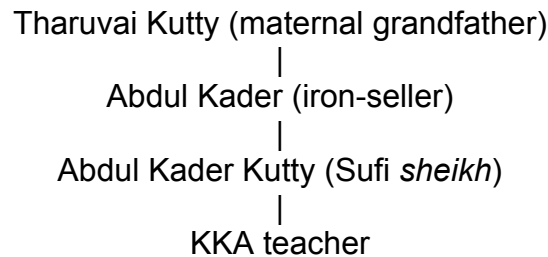 Tharuvai Kutty (maternal grandfather)
|
Abdul Kader (iron-seller)
|
Abdul Kader Kutty (Sufi sheikh)
|
KKA teacher